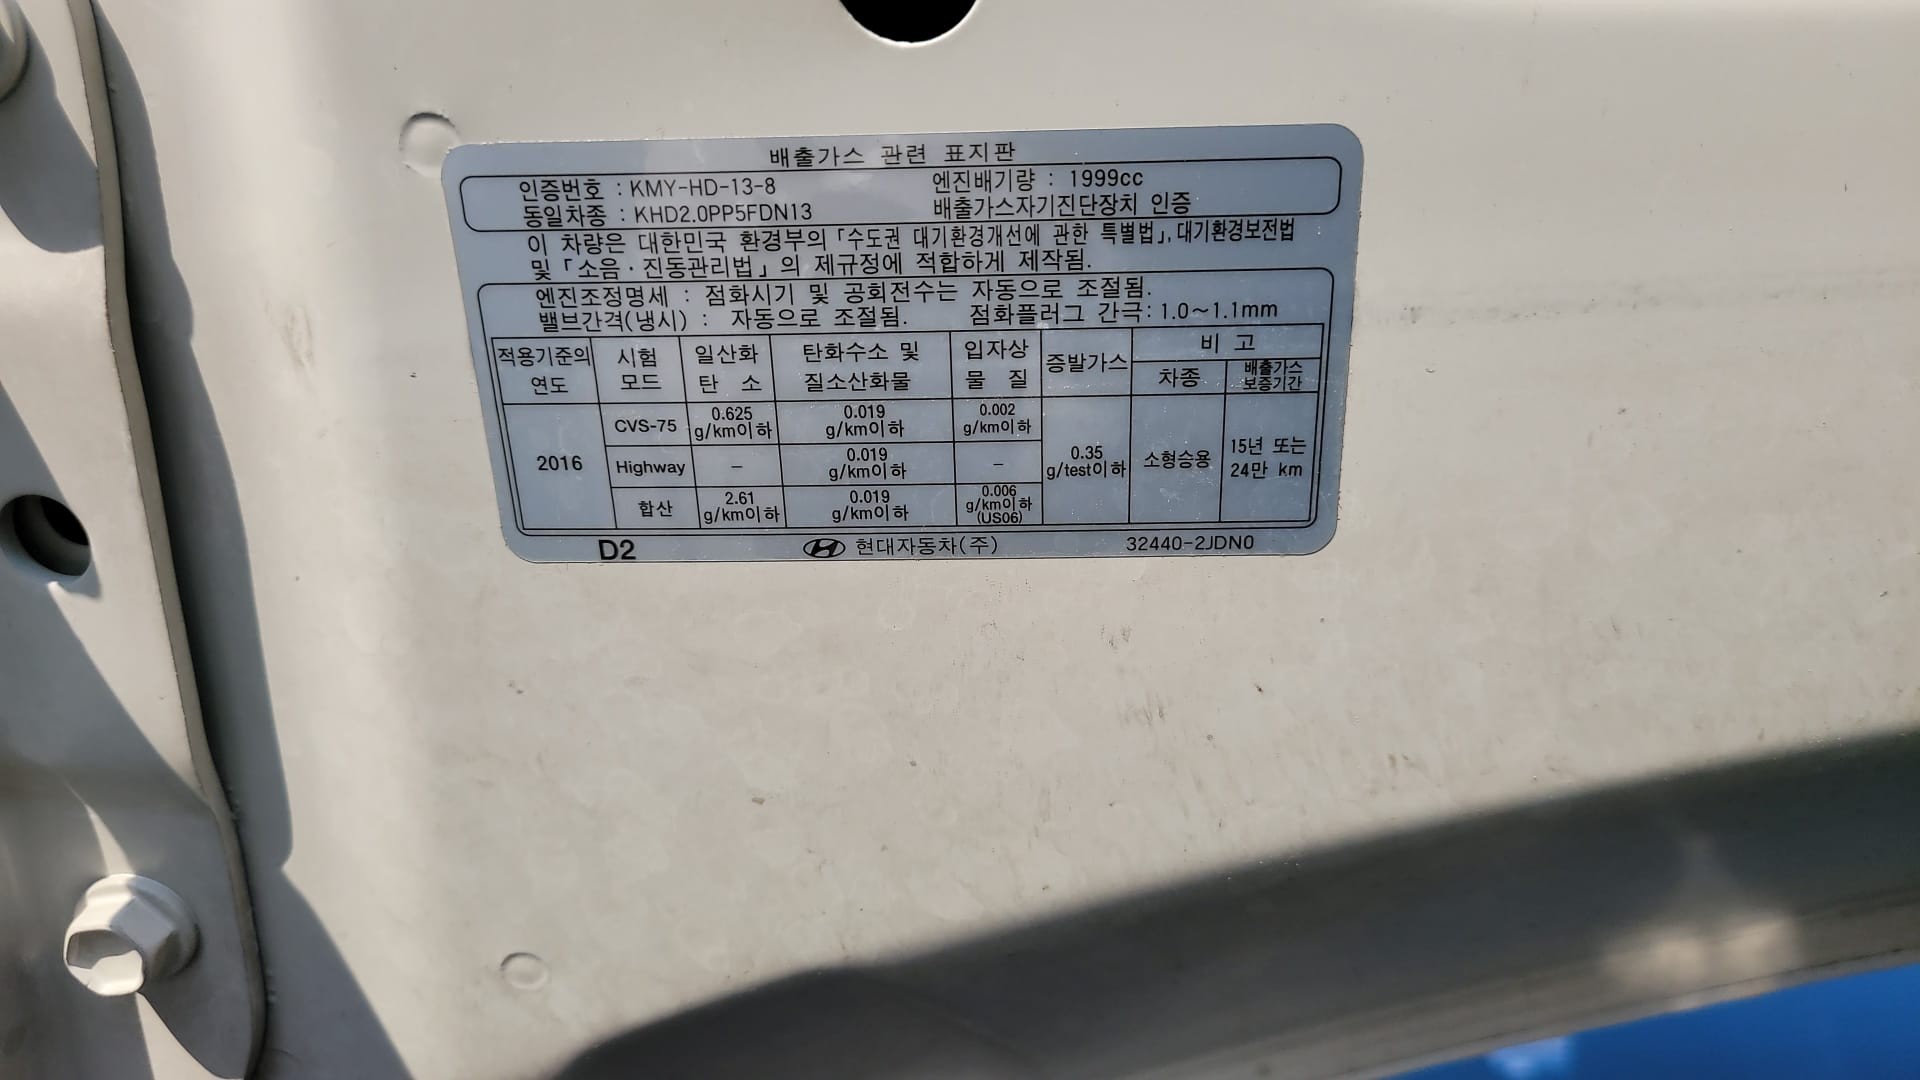 배출가스 관련 표지판
인증번호 : KMY-HD-13-8 엔진배기량 : 1999cc
동일차종 : KHD2.0PP5FDN13 배출가스자기진단장치 인증
이 차량은 대한민국 환경부의 「수도권 대기환경개선에 관한 특별법」, 대기환경보전법
및 「소음·진동관리법」의 제규정에 적합하게 제작됨.
엔진조정명세 : 점화시기 및 공회전수는 자동으로 조절됨.
밸브간격(냉시) : 자동으로 조절됨. 점화플러그 간극: 1.0~1.1mm
적용기준의 연도 시험 모드 일산화 탄 소 탄화수소 및 질소산화물 입자상 물 질 증발가스 비 고
차종 배출가스 보증기간
2016 CVS-75 0.625 g/km이하 0.019 g/km이하 0.002 g/km이하 0.35 g/test이하 소형승용 15년 또는 24만 km
Highway – 0.019 g/km이하 –
합산 2.61 g/km이하 0.019 g/km이하 0.006 g/km이하 (US06)
D2 현대자동차(주) 32440-2JDN0